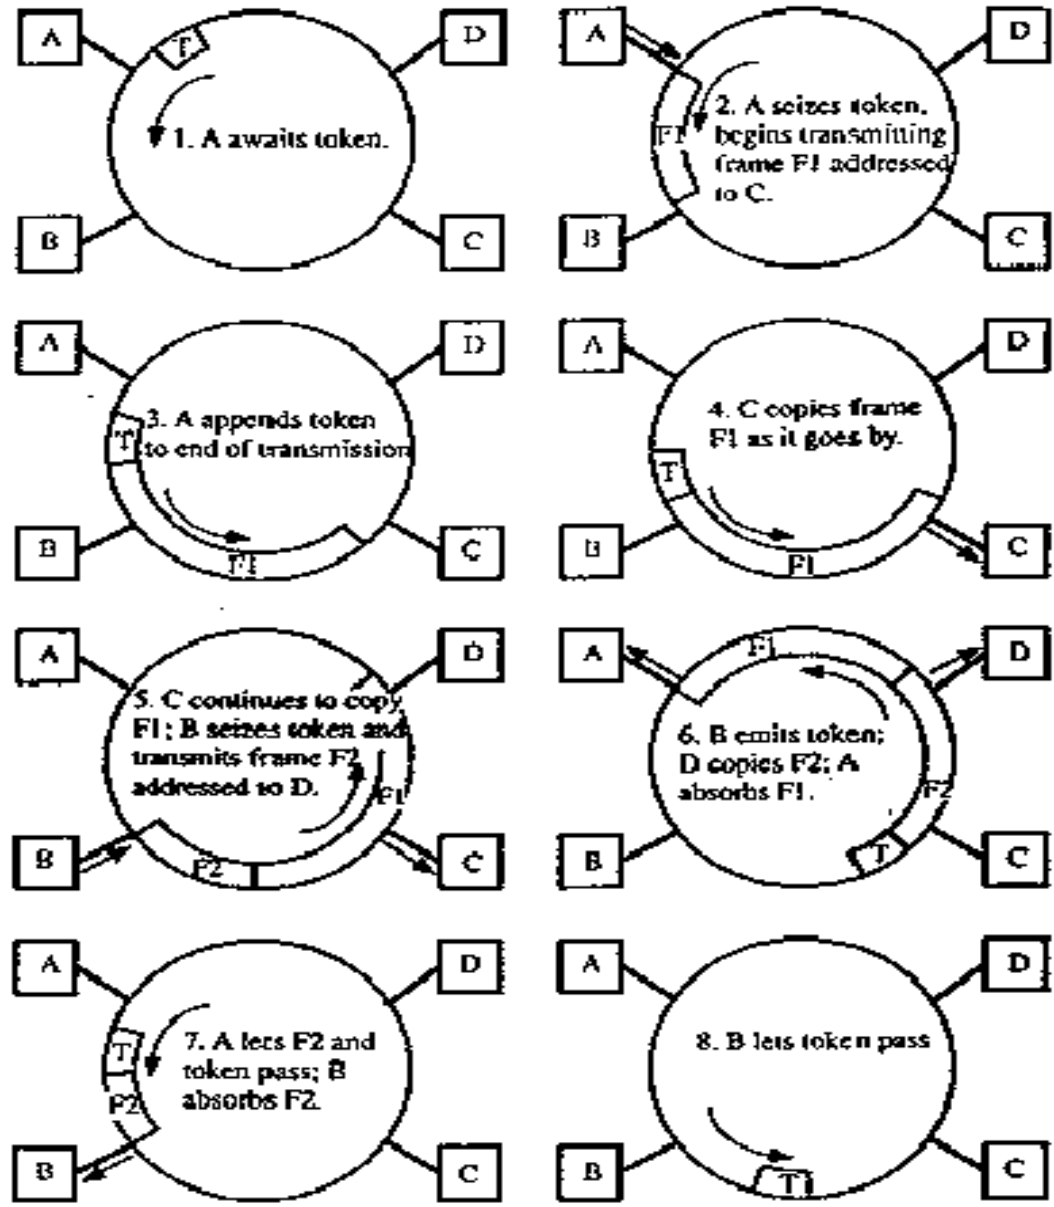 A
T
D
1. A awaits token.
B
C
A
D
2. A seizes token,
begins transmitting
F1
frame F1 addressed
to C.
B
C
A
D
3. A appends token
T
to end of transmission
B
F1
C
A
D
4. C copies frame
F1 as it goes by.
T
B
F1
C
A
D
5. C continues to copy
F1; B seizes token and
transmits frame F2
addressed to D.
F1
B
F2
C
A
F1
D
6. B emits token;
D copies F2; A
absorbs F1.
F2
B
T
C
A
D
7. A lets F2 and
T
token pass; B
absorbs F2.
F2
B
C
A
D
8. B lets token pass
B
T
C